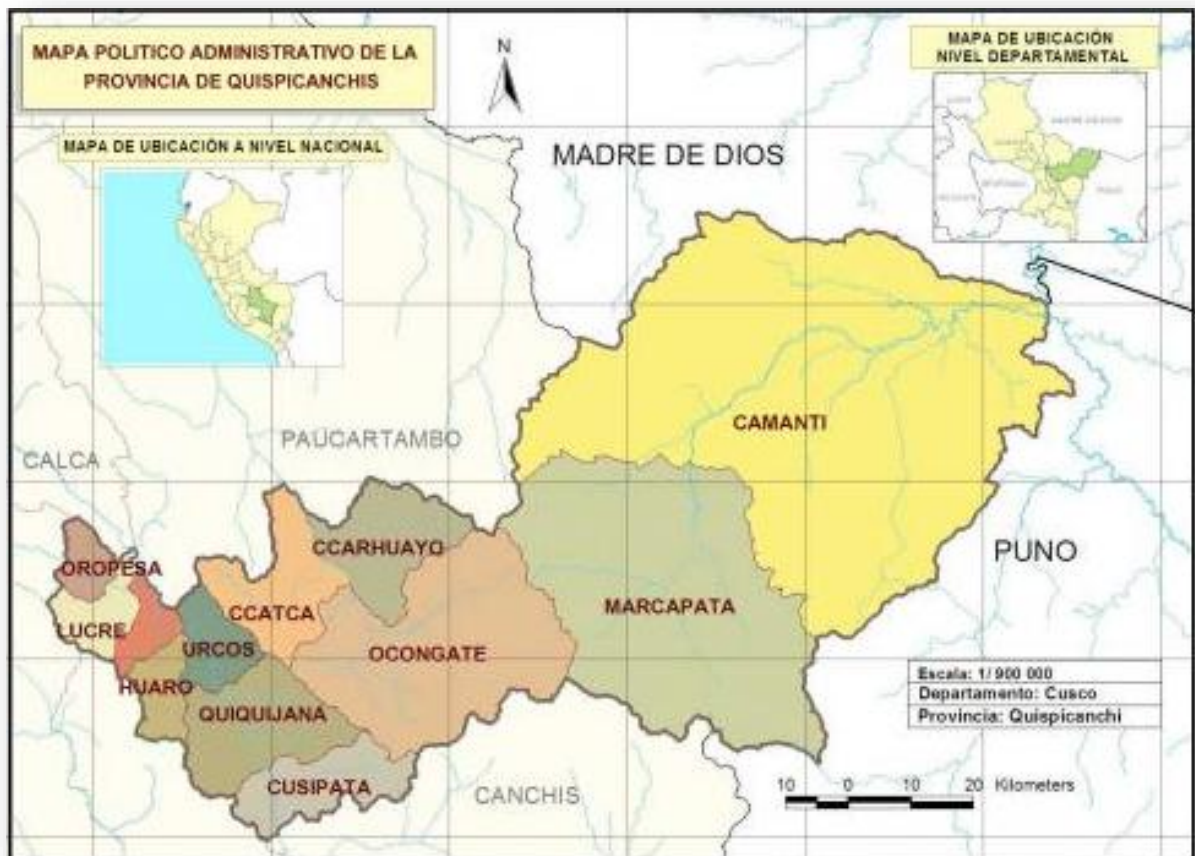 MAPA POLITICO ADMINISTRATIVO DE LA
PROVINCIA DE QUISPICANCHIS
N
MAPA DE UBICACIÓN
NIVEL DEPARTAMENTAL
MAPA DE UBICACIÓN A NIVEL NACIONAL
MADRE DE DIOS
CAMANTI
PAUCARTAMBO
CALCA
PUNO
CCARHUAYO
OROPESA
MARCAPATA
CCATCA
LUCRE
URCOS
OCONGATE
HUARO
QUIQUIJANA
CUSIPATA
CANCHIS
Escala: 1/ 900 000
Departamento: Cusco
Provincia: Quispicanchi
10 0 10 20 Kilometers